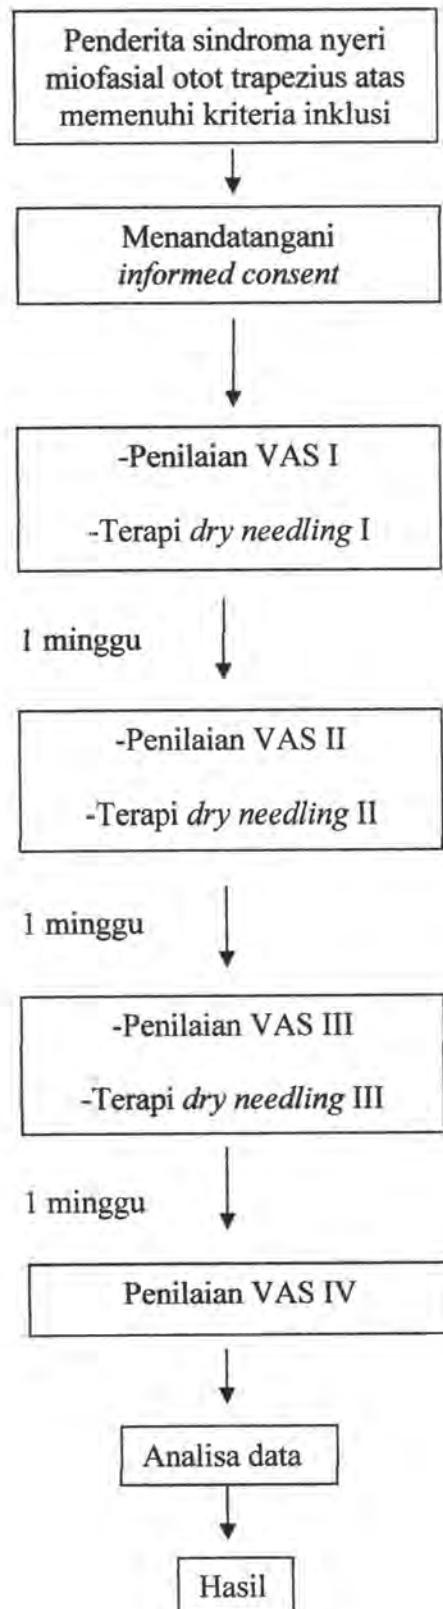 Penderita sindroma nyeri
miofasial otot trapezius atas
memenuhi kriteria inklusi
Menandatangani
informed consent
-Penilaian VAS I
-Terapi dry needling I
1 minggu
-Penilaian VAS II
-Terapi dry needling II
1 minggu
-Penilaian VAS III
-Terapi dry needling III
1 minggu
Penilaian VAS IV
Analisa data
Hasil